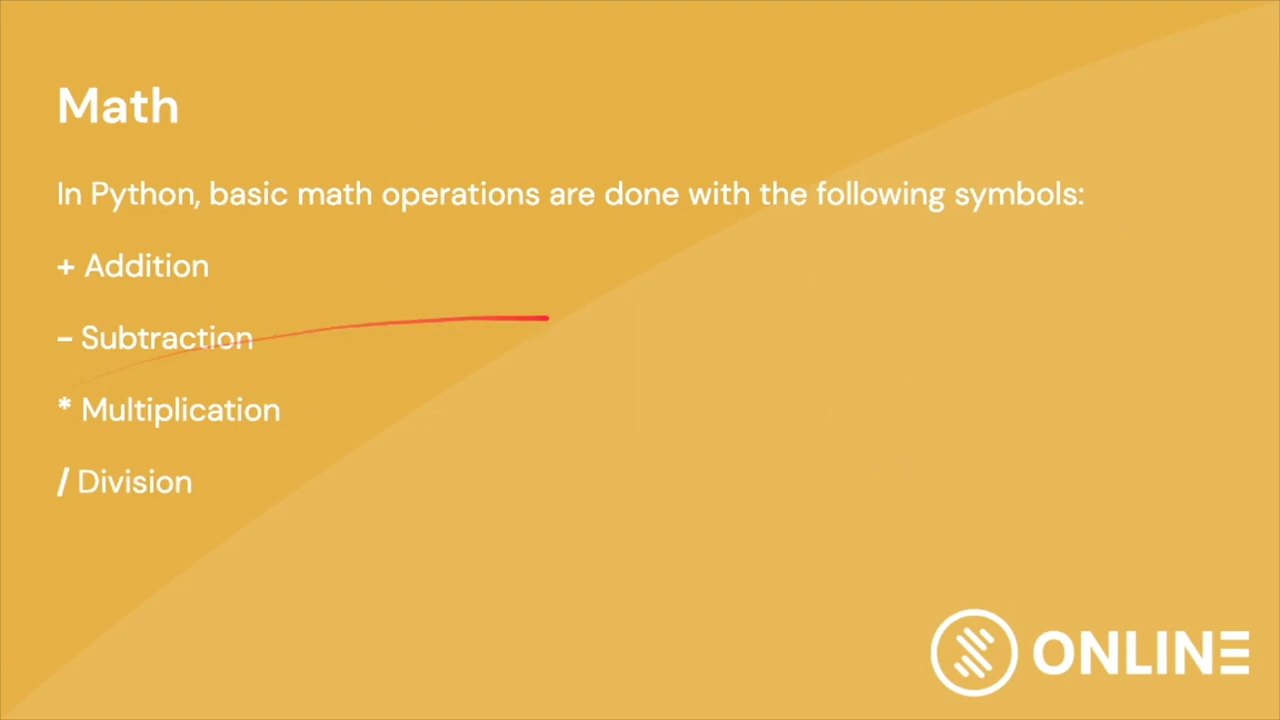 Math
In Python, basic math operations are done with the following symbols:
+ Addition
- Subtraction
* Multiplication
/ Division
ONLINE